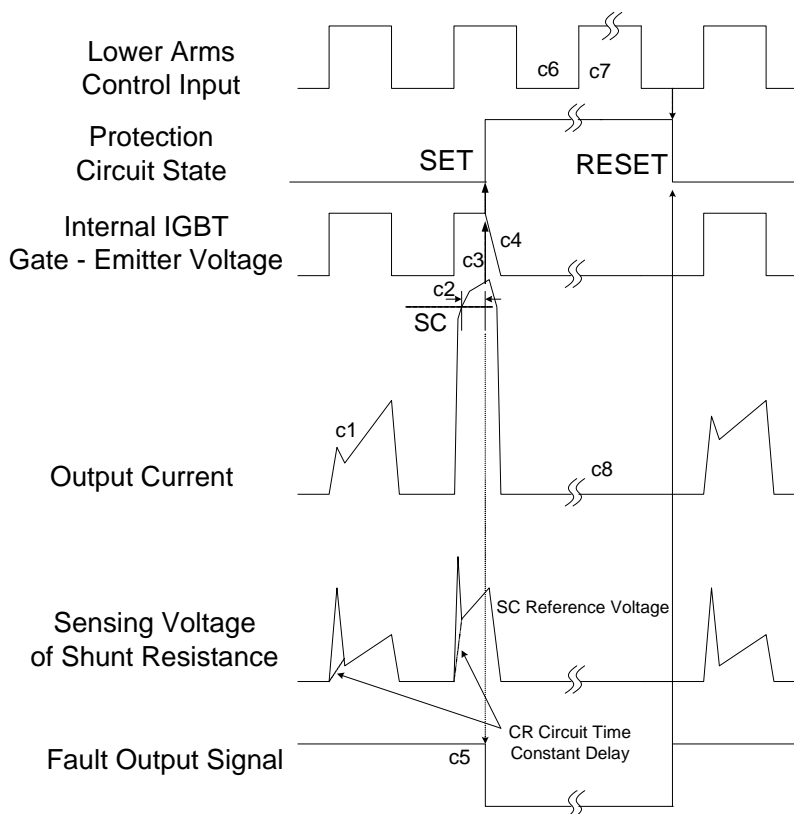 Lower Arms
Control Input
c6
c7
Protection
Circuit State
SET
RESET
Internal IGBT
Gate - Emitter Voltage
c4
c3
c2
SC
c1
Output Current
c8
SC Reference Voltage
Sensing Voltage
of Shunt Resistance
CR Circuit Time
Constant Delay
Fault Output Signal
c5